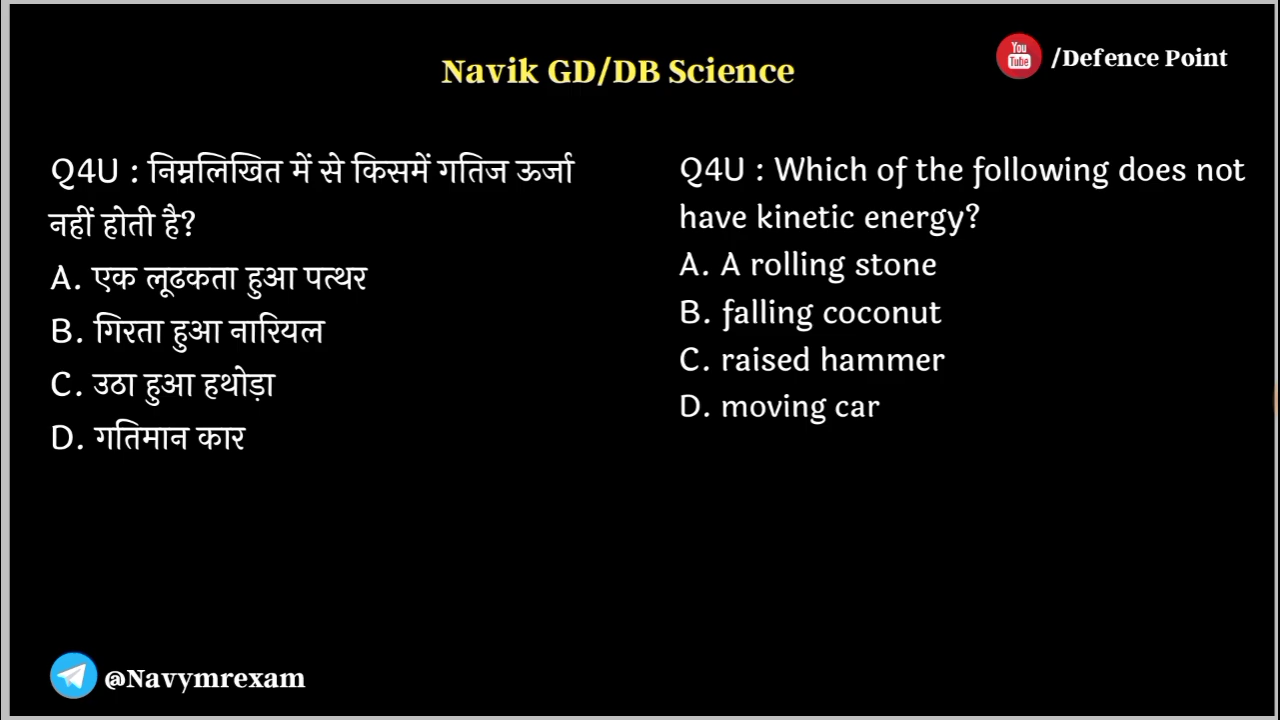 Navik GD/DB Science
You Tube /Defence Point
Q4U : निम्नलिखित में से किसमें गतिज ऊर्जा
नहीं होती है?
A. एक लूढकता हुआ पत्थर
B. गिरता हुआ नारियल
C. उठा हुआ हथोड़ा
D. गतिमान कार
Q4U : Which of the following does not
have kinetic energy?
A. A rolling stone
B. falling coconut
C. raised hammer
D. moving car
@Navymrexam